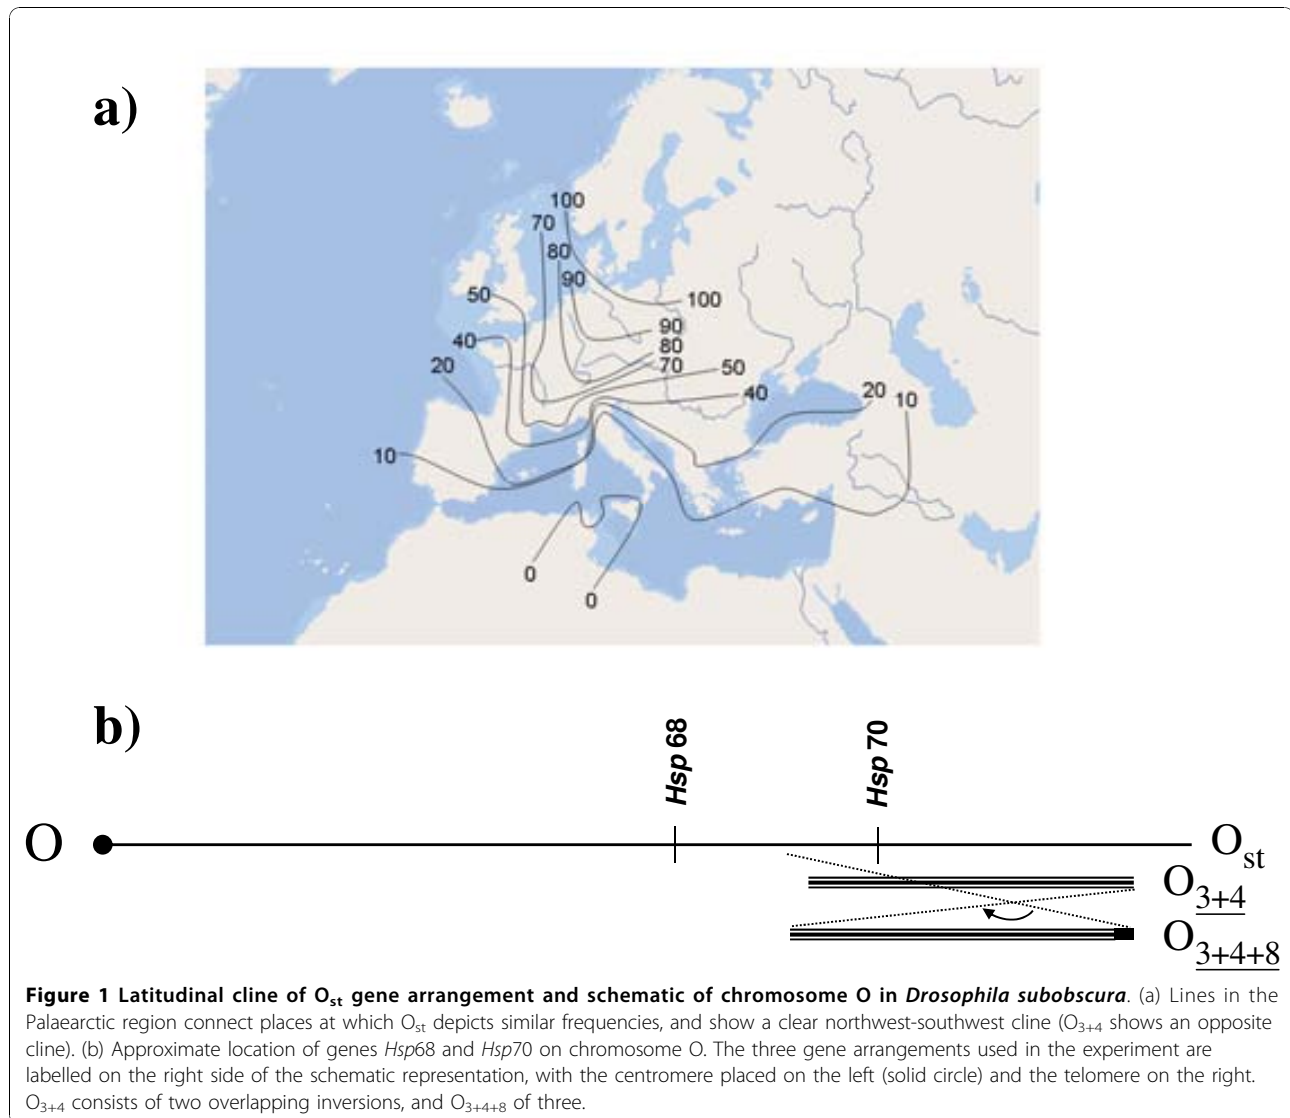 a)
100
70
80
90
50
100
40
90
80
20
70
50
40
20
10
10
0
0
b)
Hsp 68
Hsp 70
O
O st
O 3+4
O 3+4+8
Figure 1 Latitudinal cline of Ost gene arrangement and schematic of chromosome O in Drosophila subobscura. (a) Lines in the
Palaearctic region connect places at which Ost depicts similar frequencies, and show a clear northwest-southwest cline (O3+4 shows an opposite
cline). (b) Approximate location of genes Hsp68 and Hsp70 on chromosome O. The three gene arrangements used in the experiment are
labelled on the right side of the schematic representation, with the centromere placed on the left (solid circle) and the telomere on the right.
O3+4 consists of two overlapping inversions, and O3+4+8 of three.